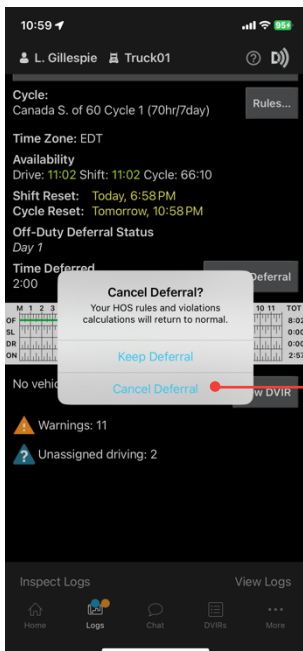 10:59
95+
L. Gillespie Truck01
Cycle:
Canada S. of 60 Cycle 1 (70hr/7day)
Rules...
Time Zone: EDT
Availability
Drive: 11:02 Shift: 11:02 Cycle: 66:10
Shift Reset: Today, 6:58 PM
Cycle Reset: Tomorrow, 10:58 PM
Off-Duty Deferral Status
Day 1
Time Deferred
2:00
Deferral
Cancel Deferral?
Your HOS rules and violations
calculations will return to normal.
Keep Deferral
Cancel Deferral
M 1 2 3
10 11 TOT
OF
SL
DR
ON
8:02
0:00
0:00
2:57
No vehic
w DVIR
Warnings: 11
Unassigned driving: 2
Inspect Logs
View Logs
Home
Logs
Chat
DVIRs
More